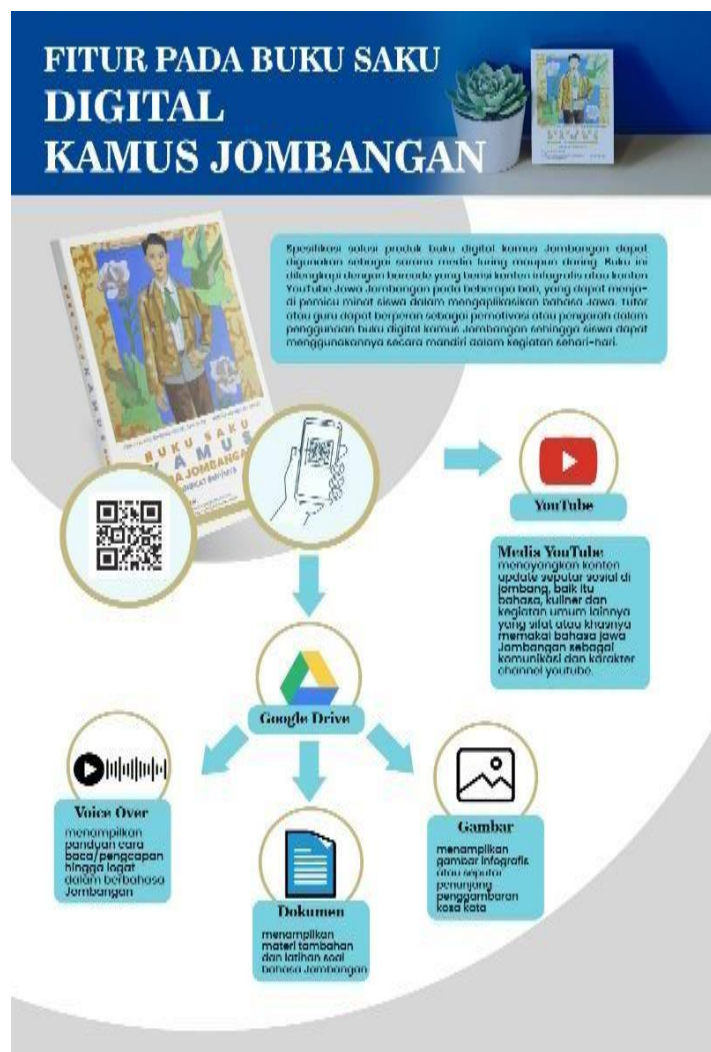 FITUR PADA BUKU SAKU
DIGITAL
KAMUS JOMBANGAN
Spesifikasi solusi produk buku digital kamus Jombangan dapat
digunakan sebagai sarana media luring maupun daring. Buku ini
dilengkapi dengan barcode yang berisi konten infografis atau konten
YouTube Jawa Jombangan pada beberapa bab, yang dapat menja-
di pemicu minat siswa dalam mengaplikasikan bahasa Jawa. Tutor
atau guru dapat berperan sebagai pemotivasi atau pengarah dalam
penggunaan buku digital kamus Jombangan sehingga siswa dapat
menggunakannya secara mandiri dalam kegiatan sehari-hari.
BUKU SAKU
KAMUS
JOMBANGAN
YouTube
Media YouTube
menayangkan konten
update seputar sosial di
jombang, baik itu
bahasa, kuliner dan
kegiatan umum lainnya
yang sifat atau khasnya
memakai bahasa jawa
Jombangan sebagai
komunikasi dan karakter
channel youtube.
Google Drive
Voice Over
menampilkan
panduan cara
baca/pengcapan
hingga logat
dalam berbahasa
Jombangan
Gambar
menampilkan
gambar infografis
atau seputar
penunjang
penggambaran
kosa kata
Dokumen
menampilkan
materi tambahan
dan latihan soal
bahasa Jombangan